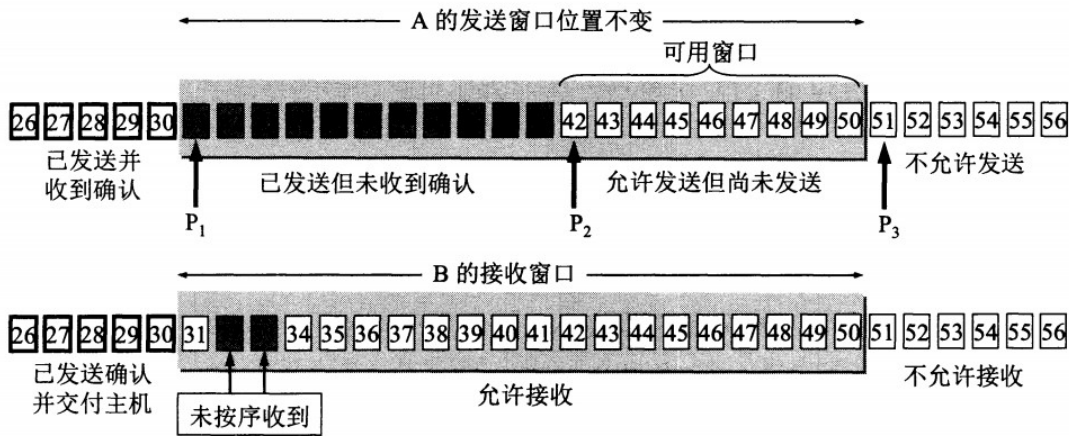 A 的发送窗口位置不变
可用窗口
26 27 28 29 30 42 43 44 45 46 47 48 49 50 51 52 53 54 55 56
已发送并
收到确认
已发送但未收到确认
允许发送但尚未发送
不允许发送
P1
P2
P3
B 的接收窗口
26 27 28 29 30 31 34 35 36 37 38 39 40 41 42 43 44 45 46 47 48 49 50 51 52 53 54 55 56
已发送确认
并交付主机
未按序收到
允许接收
不允许接收